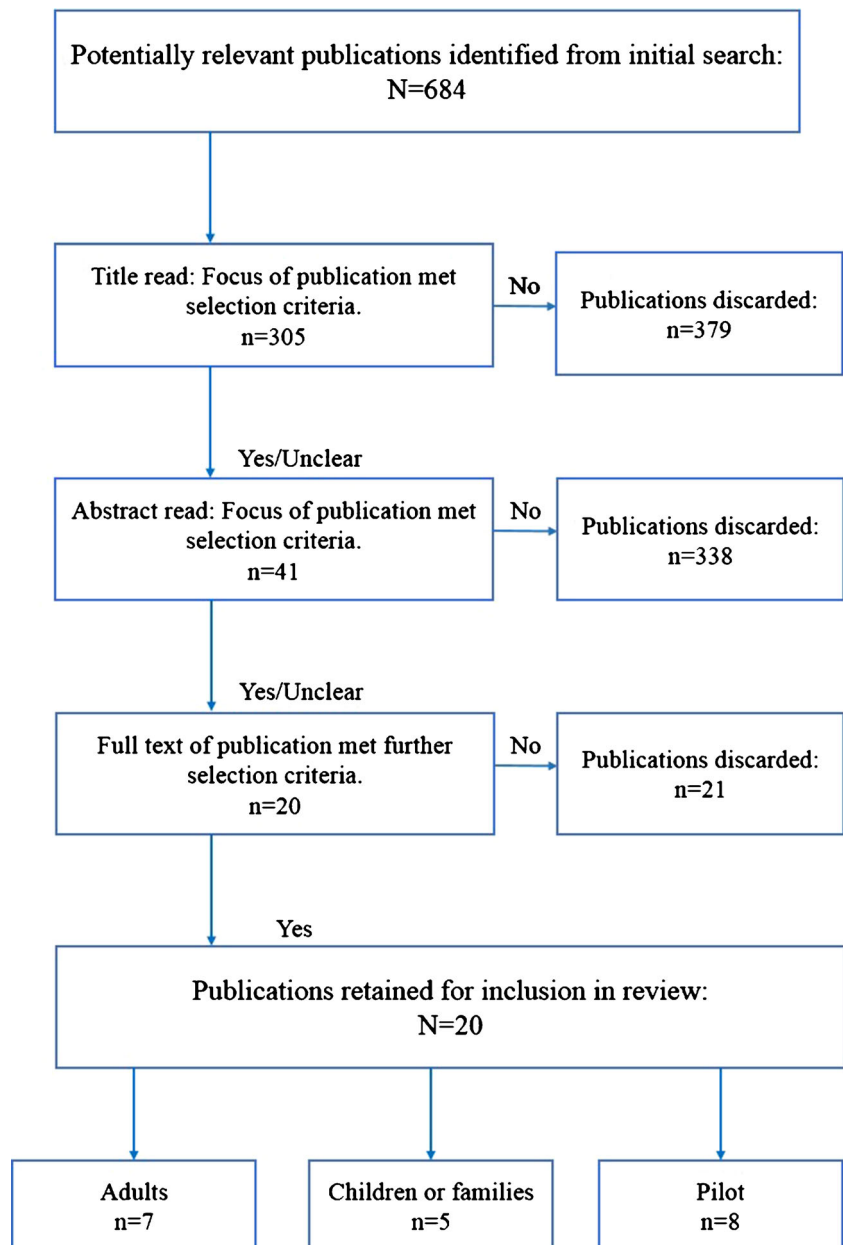 Potentially relevant publications identified from initial search:
N=684
Title read: Focus of publication met
selection criteria.
n=305
No
Publications discarded:
n=379
Yes/Unclear
Abstract read: Focus of publication met
selection criteria.
n=41
No
Publications discarded:
n=338
Yes/Unclear
Full text of publication met further
selection criteria.
n=20
No
Publications discarded:
n=21
Yes
Publications retained for inclusion in review:
N=20
Adults
n=7
Children or families
n=5
Pilot
n=8